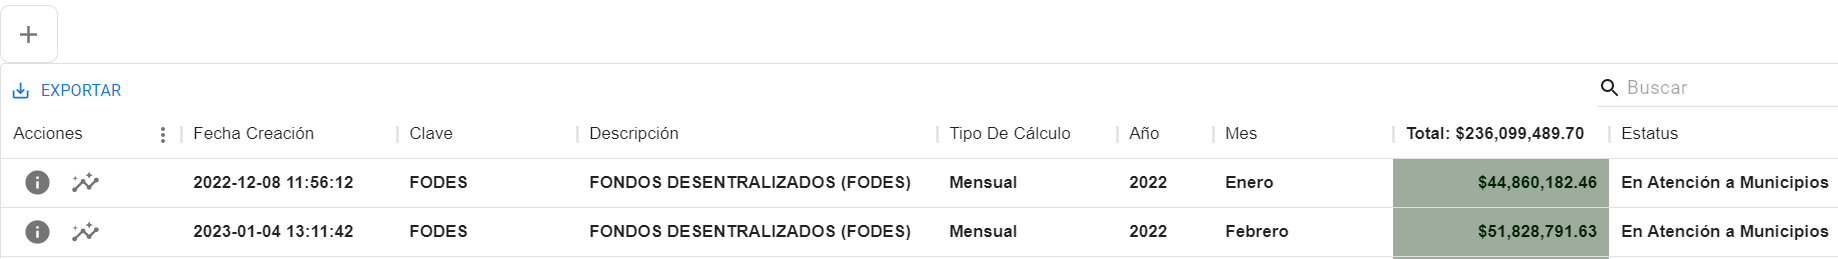 EXPORTAR
Buscar
Acciones Fecha Creación Clave Descripción Tipo De Cálculo Año Mes Total: $236,099,489.70 Estatus
2022-12-08 11:56:12 FODES FONDOS DESENTRALIZADOS (FODES) Mensual 2022 Enero $44,860,182.46 En Atención a Municipios
2023-01-04 13:11:42 FODES FONDOS DESENTRALIZADOS (FODES) Mensual 2022 Febrero $51,828,791.63 En Atención a Municipios